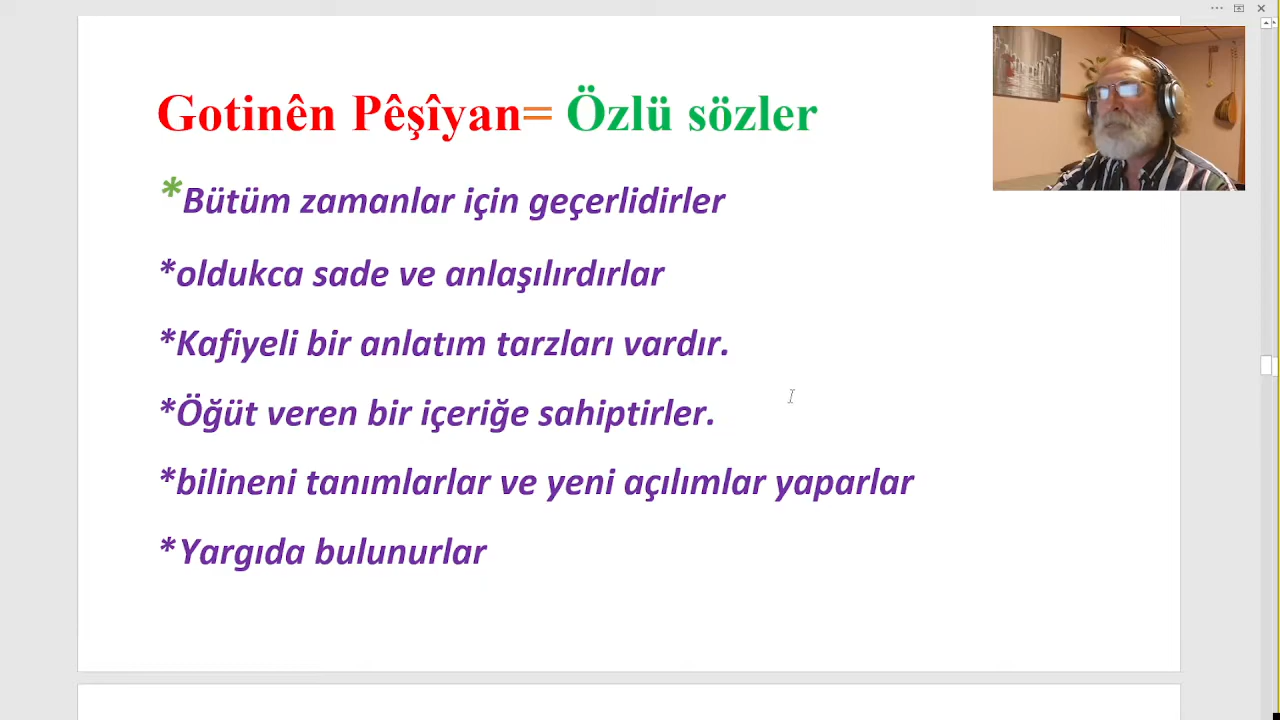 Gotinên Pêşîyan= Özlü sözler
*Bütüm zamanlar için geçerlidirler
*oldukca sade ve anlaşılırdırlar
*Kafiyeli bir anlatım tarzları vardır.
*Öğüt veren bir içeriğe sahiptirler.
*bilineni tanımlarlar ve yeni açılımlar yaparlar
*Yargıda bulunurlar